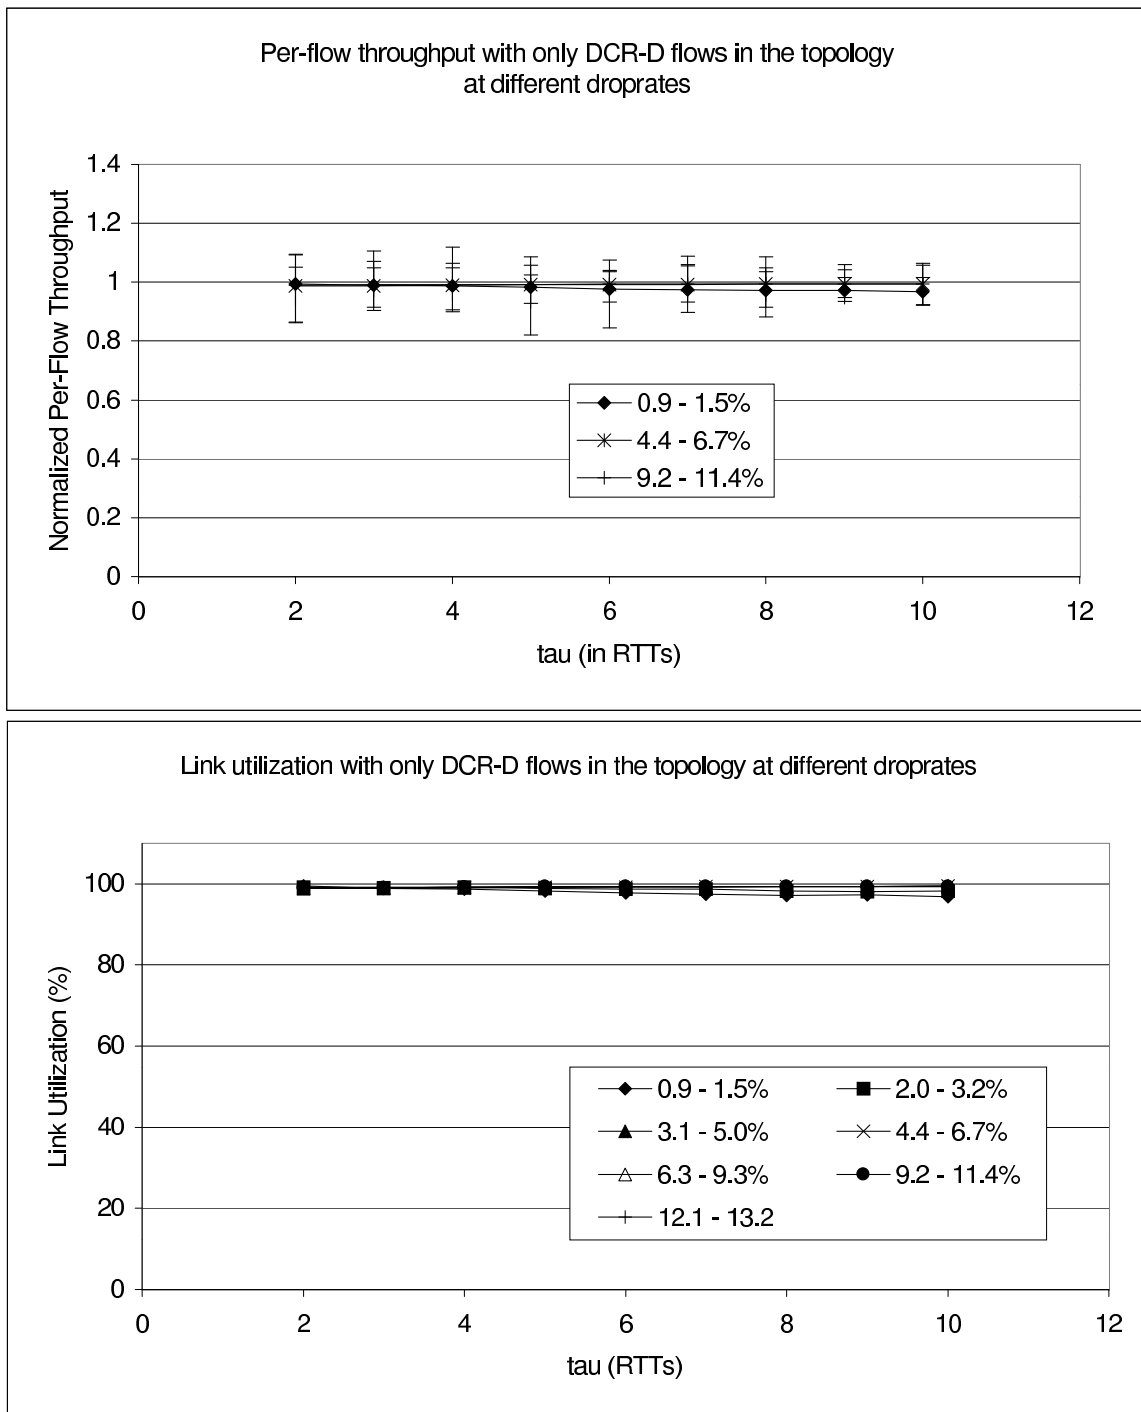 Per-flow throughput with only DCR-D flows in the topology
at different droprates
1.4
1.2
1
0.8
0.6
0.4
0.2
0
0
2
4
6
8
10
12
Normalized Per-Flow Throughput
tau (in RTTs)
0.9 - 1.5%
4.4 - 6.7%
9.2 - 11.4%
Link utilization with only DCR-D flows in the topology at different droprates
100
80
60
40
20
0
0
2
4
6
8
10
12
Link Utilization (%)
tau (RTTs)
0.9 - 1.5%
2.0 - 3.2%
3.1 - 5.0%
4.4 - 6.7%
6.3 - 9.3%
9.2 - 11.4%
12.1 - 13.2